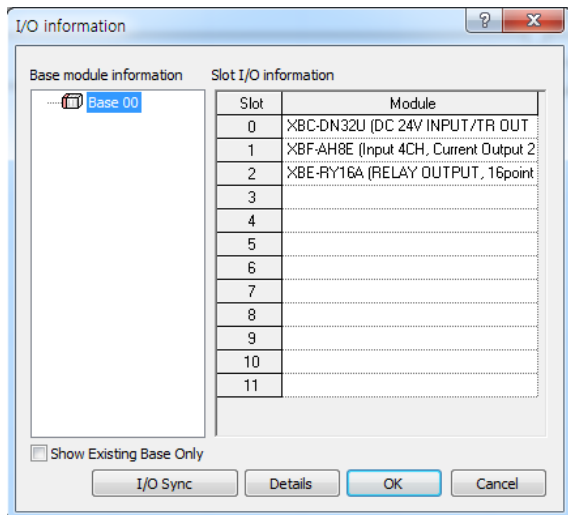 I/O information
?
X
Base module information
Slot I/O information
Base 00
Slot Module
0 XBC-DN32U (DC 24V INPUT/TR OUT
1 XBF-AH8E (Input 4CH, Current Output 2
2 XBE-RY16A (RELAY OUTPUT, 16point
3
4
5
6
7
8
9
10
11
Show Existing Base Only
I/O Sync
Details
OK
Cancel